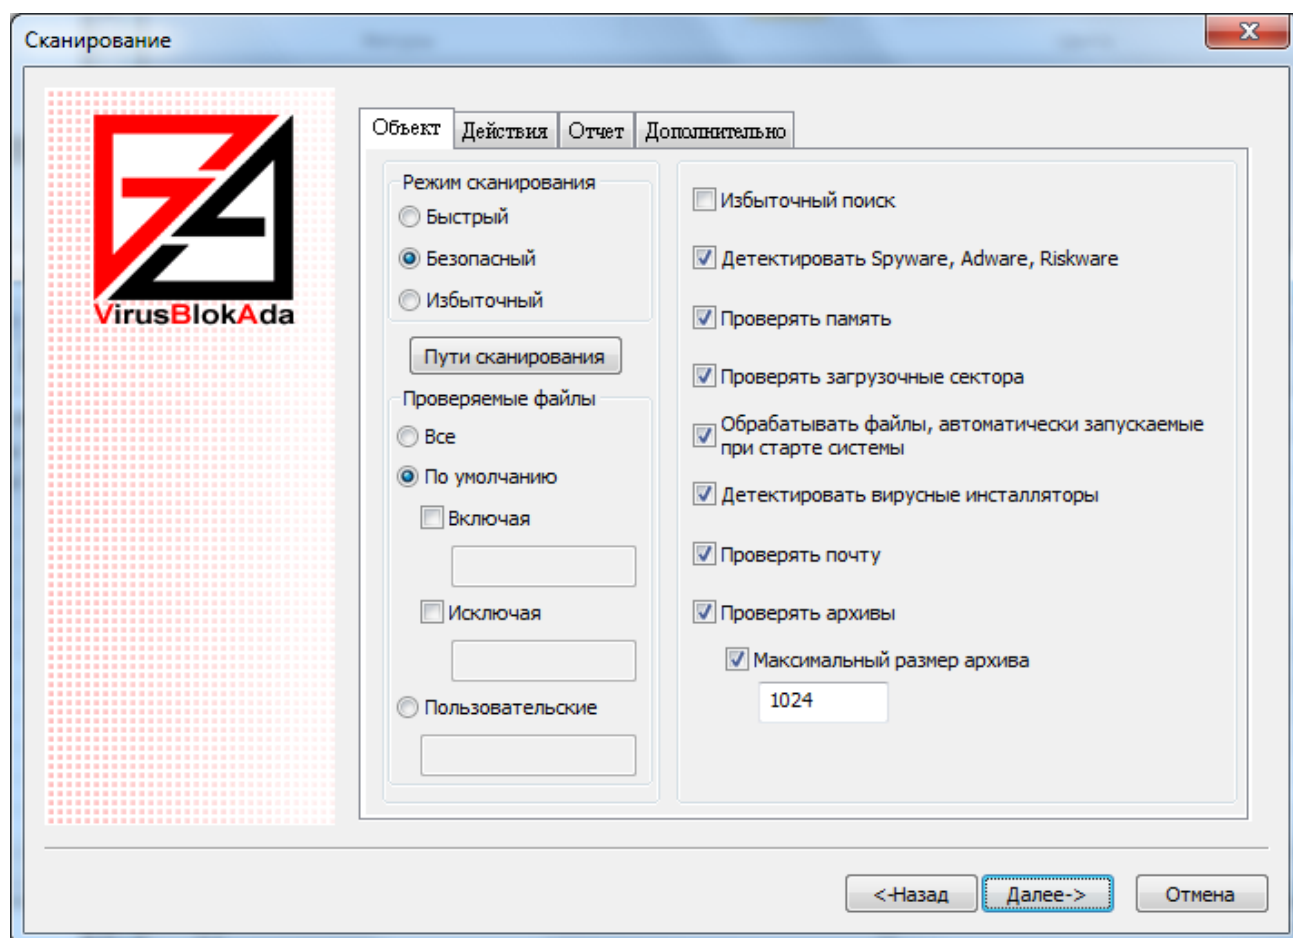 Сканирование
VirusBlokAda
Объект
Действия
Отчет
Дополнительно
Режим сканирования
Быстрый
Безопасный
Избыточный
Пути сканирования
Проверяемые файлы
Все
По умолчанию
Включая
Исключая
Пользовательские
Избыточный поиск
Детектировать Spyware, Adware, Riskware
Проверять память
Проверять загрузочные сектора
Обрабатывать файлы, автоматически запускаемые
при старте системы
Детектировать вирусные инсталляторы
Проверять почту
Проверять архивы
Максимальный размер архива
1024
<-Назад
Далее->
Отмена